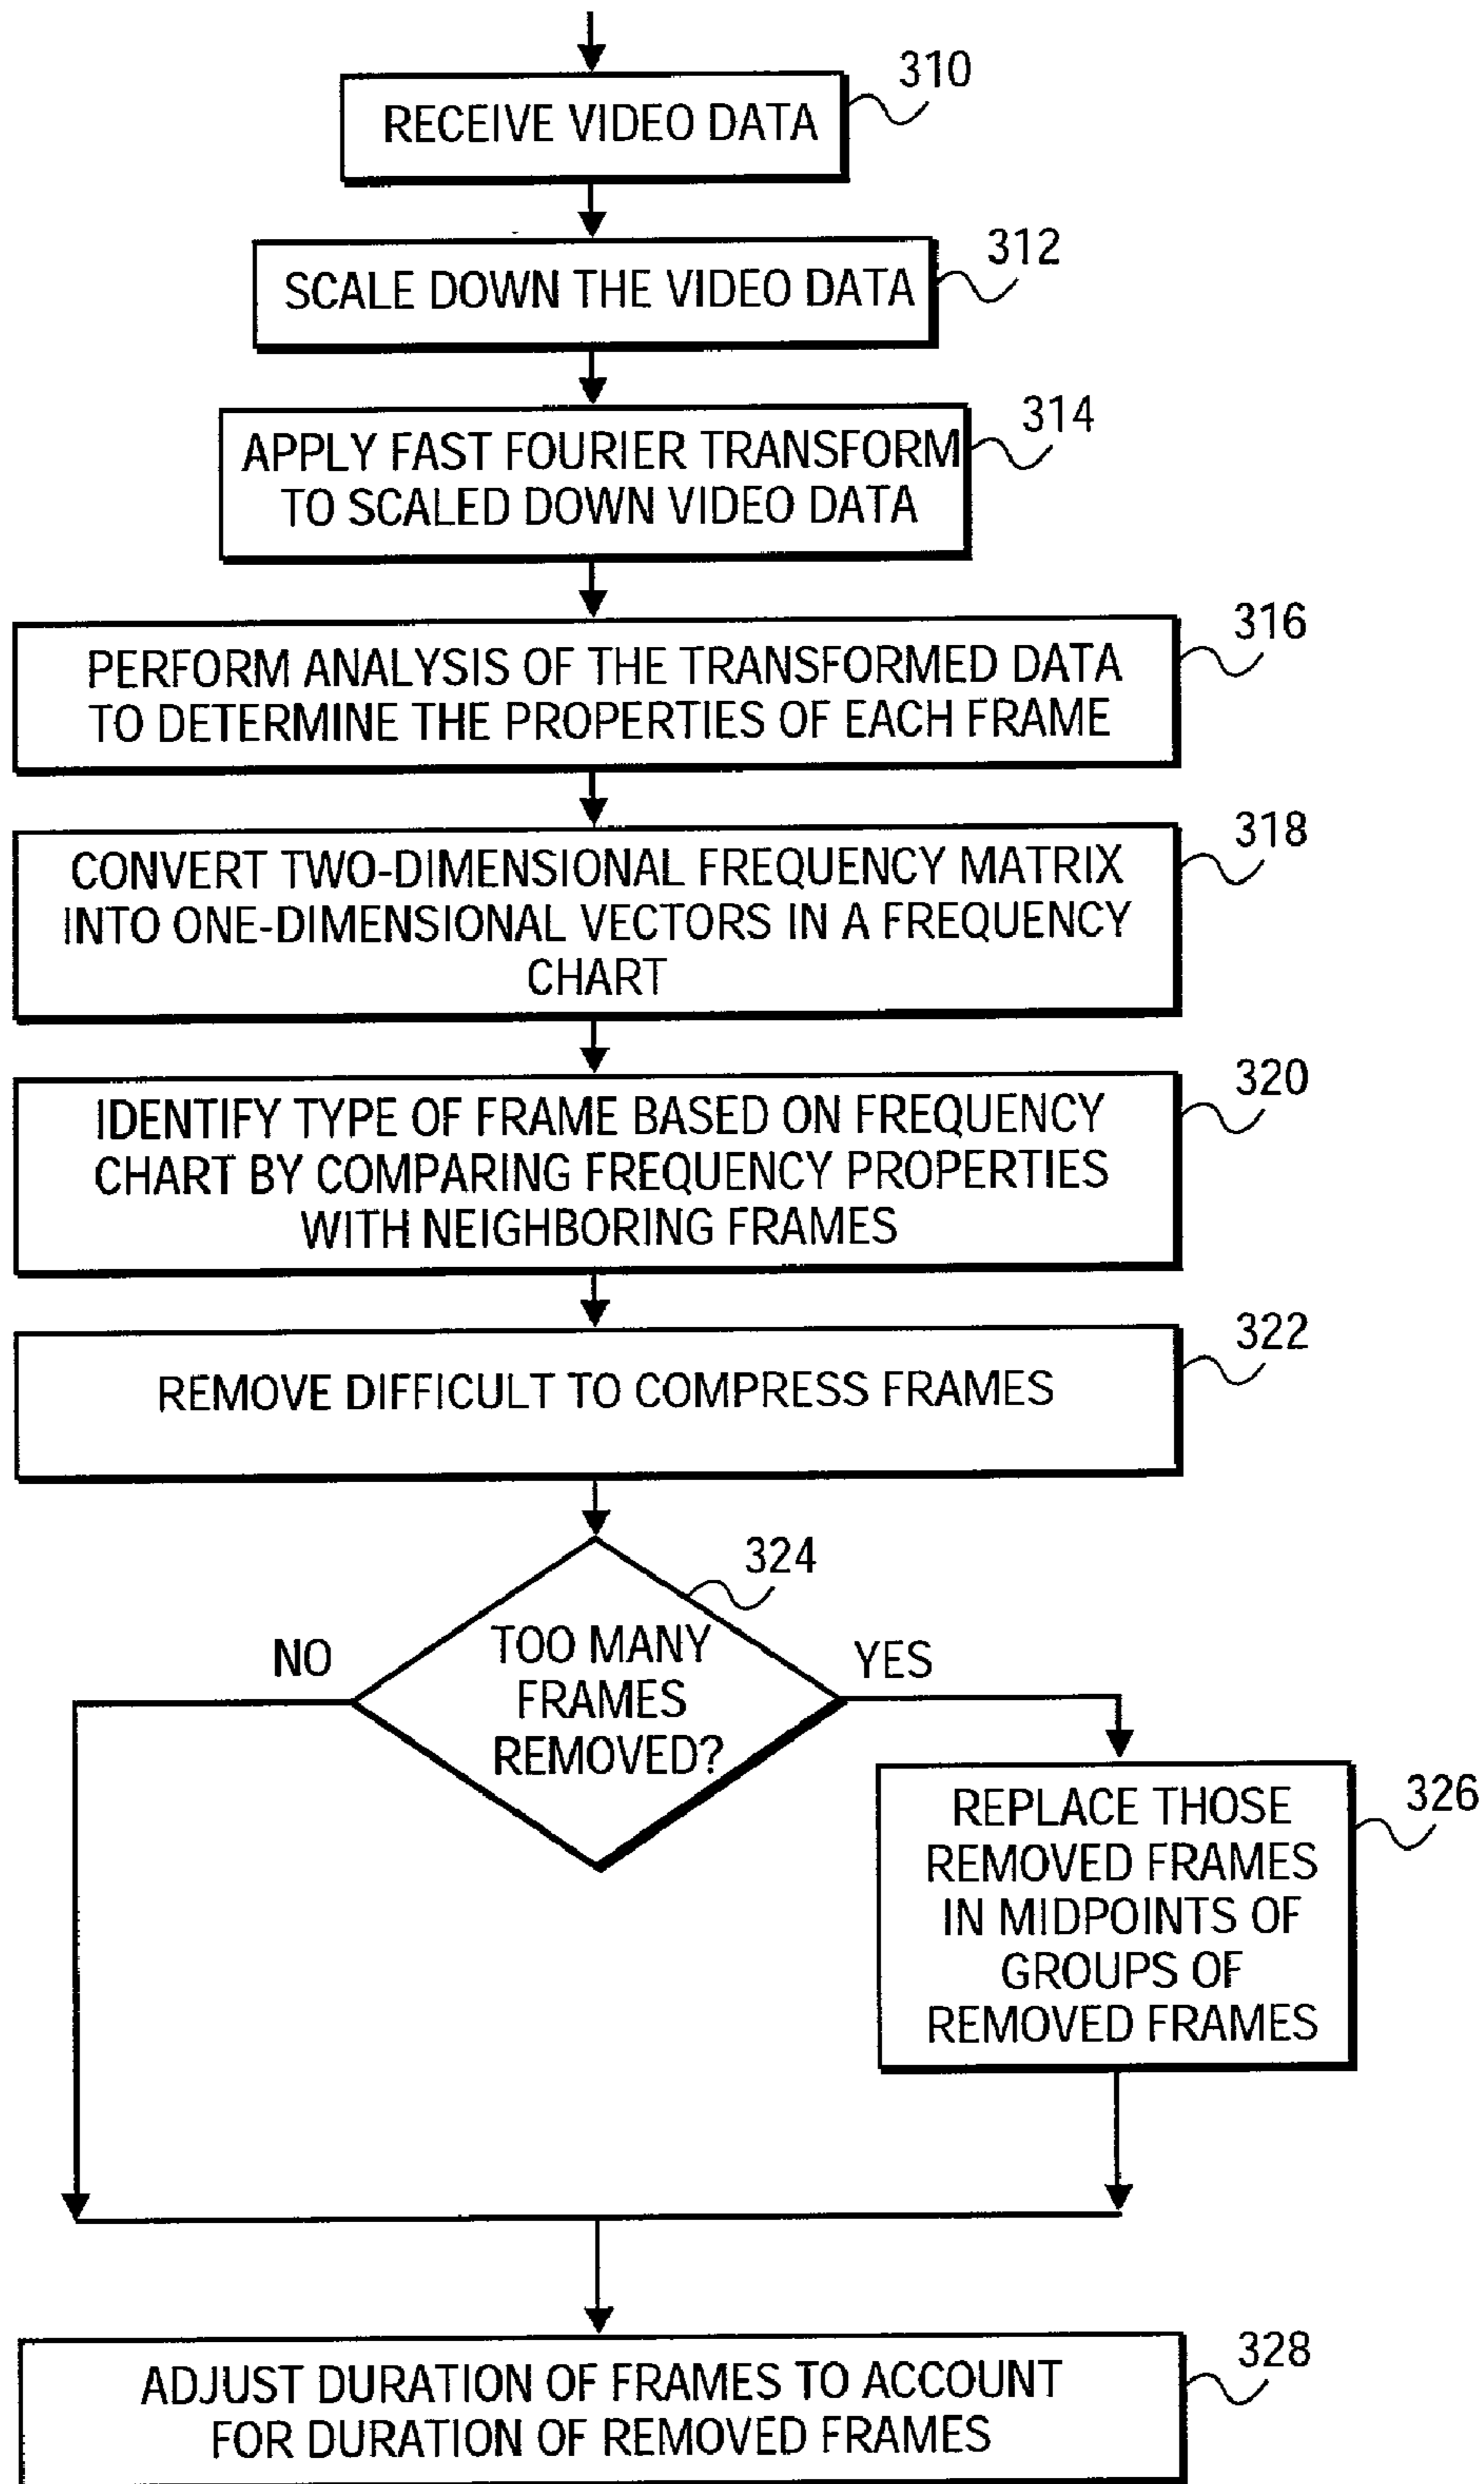 310
RECEIVE VIDEO DATA
312
SCALE DOWN THE VIDEO DATA
314
APPLY FAST FOURIER TRANSFORM
TO SCALED DOWN VIDEO DATA
316
PERFORM ANALYSIS OF THE TRANSFORMED DATA
TO DETERMINE THE PROPERTIES OF EACH FRAME
318
CONVERT TWO-DIMENSIONAL FREQUENCY MATRIX
INTO ONE-DIMENSIONAL VECTORS IN A FREQUENCY
CHART
320
IDENTIFY TYPE OF FRAME BASED ON FREQUENCY
CHART BY COMPARING FREQUENCY PROPERTIES
WITH NEIGHBORING FRAMES
322
REMOVE DIFFICULT TO COMPRESS FRAMES
324
TOO MANY
FRAMES
REMOVED?
NO
YES
326
REPLACE THOSE
REMOVED FRAMES
IN MIDPOINTS OF
GROUPS OF
REMOVED FRAMES
328
ADJUST DURATION OF FRAMES TO ACCOUNT
FOR DURATION OF REMOVED FRAMES